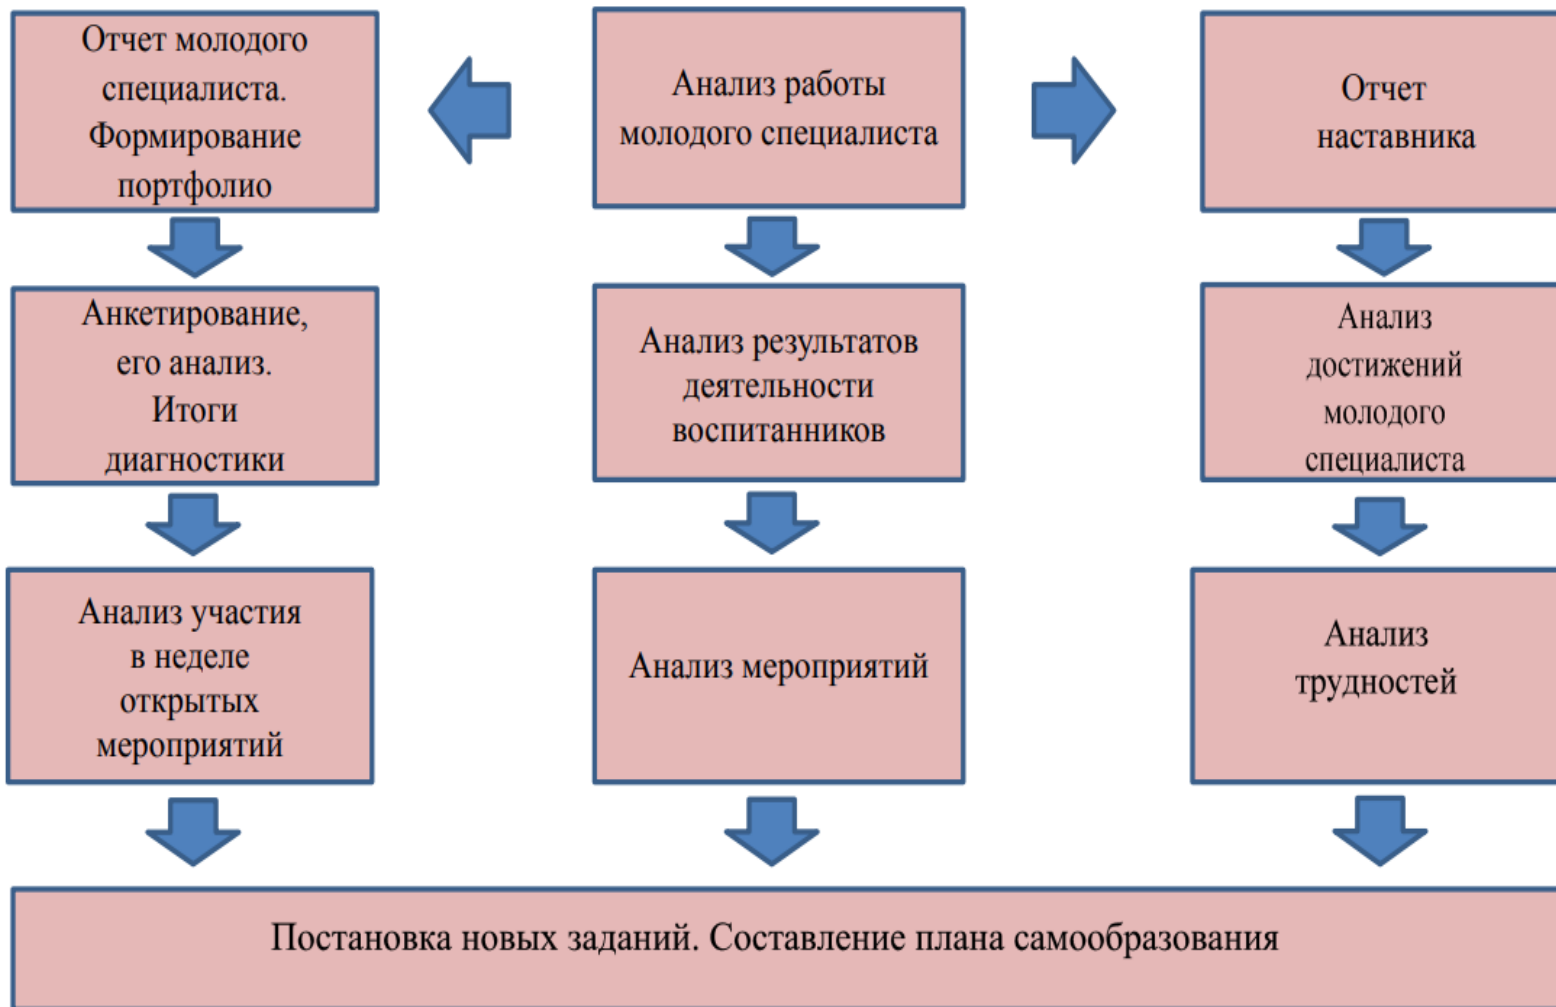 Отчет молодого
специалиста.
Формирование
портфолио
Анализ работы
молодого специалиста
Отчет
наставника
Анкетирование,
его анализ.
Итоги
диагностики
Анализ результатов
деятельности
воспитанников
Анализ
достижений
молодого
специалиста
Анализ участия
в неделе
открытых
мероприятий
Анализ мероприятий
Анализ
трудностей
Постановка новых заданий. Составление плана самообразования